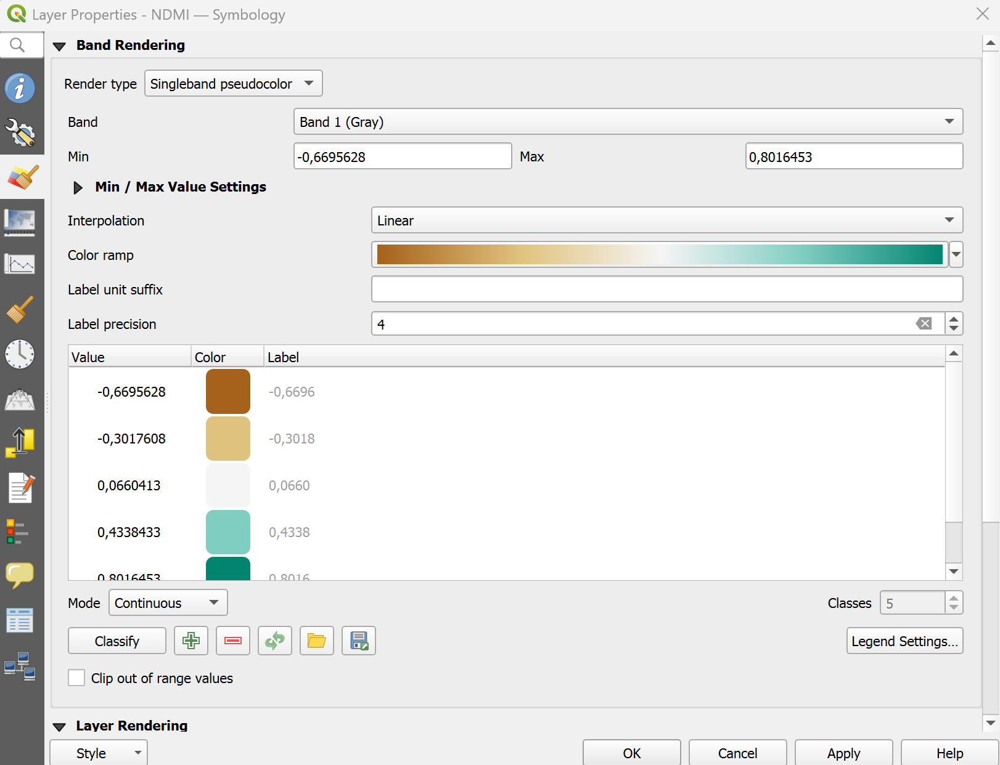 Layer Properties - NDMI — Symbology
Band Rendering
Render type Singleband pseudocolor
Band Band 1 (Gray)
Min -0,6695628 Max 0,8016453
Min / Max Value Settings
Interpolation Linear
Color ramp
Label unit suffix
Label precision 4
Value Color Label
-0,6695628 -0,6696
-0,3017608 -0,3018
0,0660413 0,0660
0,4338433 0,4338
0,8016453 0,8016
Mode Continuous Classes 5
Classify Legend Settings...
Clip out of range values
Layer Rendering
Style OK Cancel Apply Help